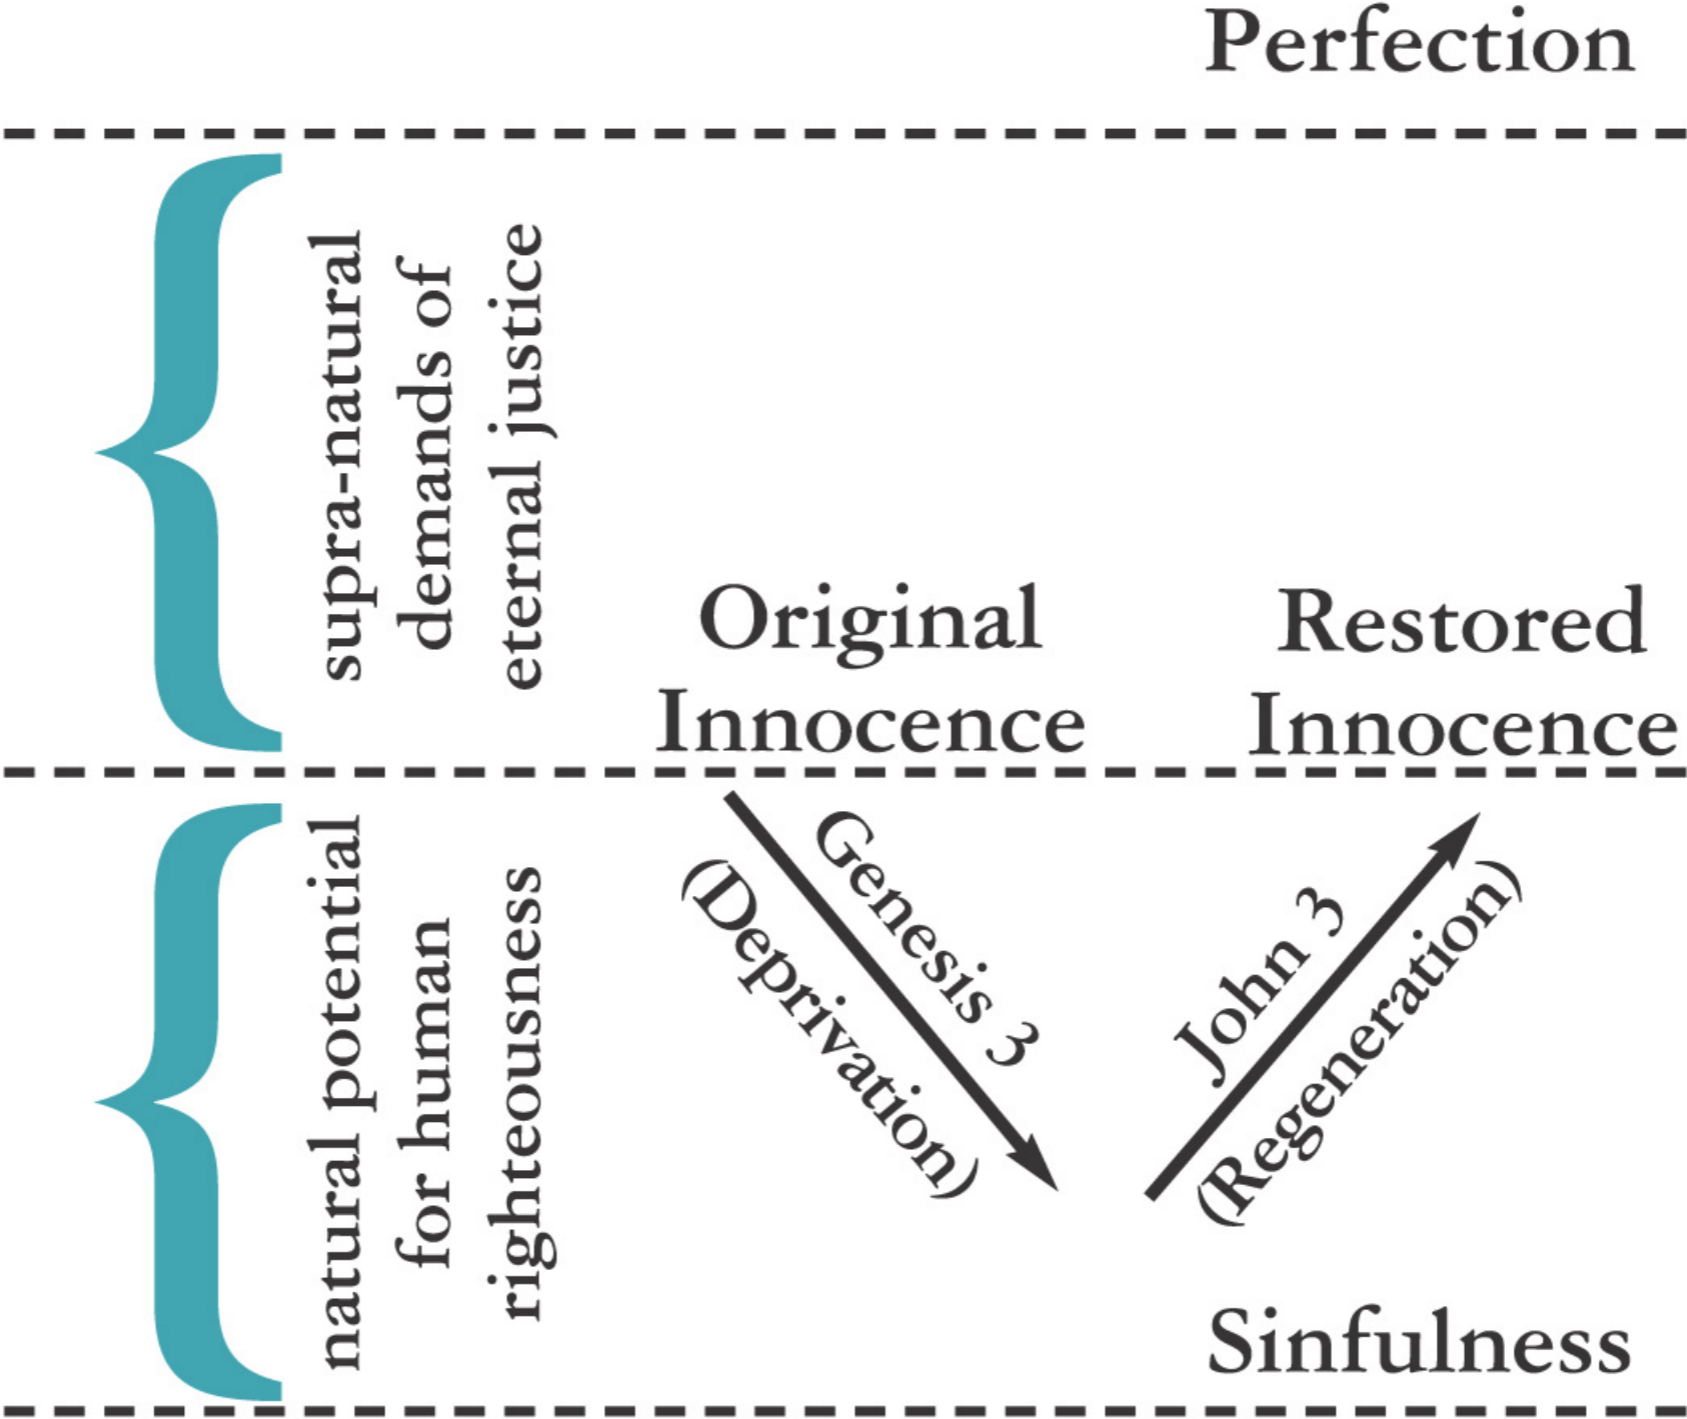 Perfection
supra-natural
demands of
eternal justice
Original
Innocence
Restored
Innocence
natural potential
for human
righteousness
Genesis 3
(Deprivation)
John 3
(Regeneration)
Sinfulness